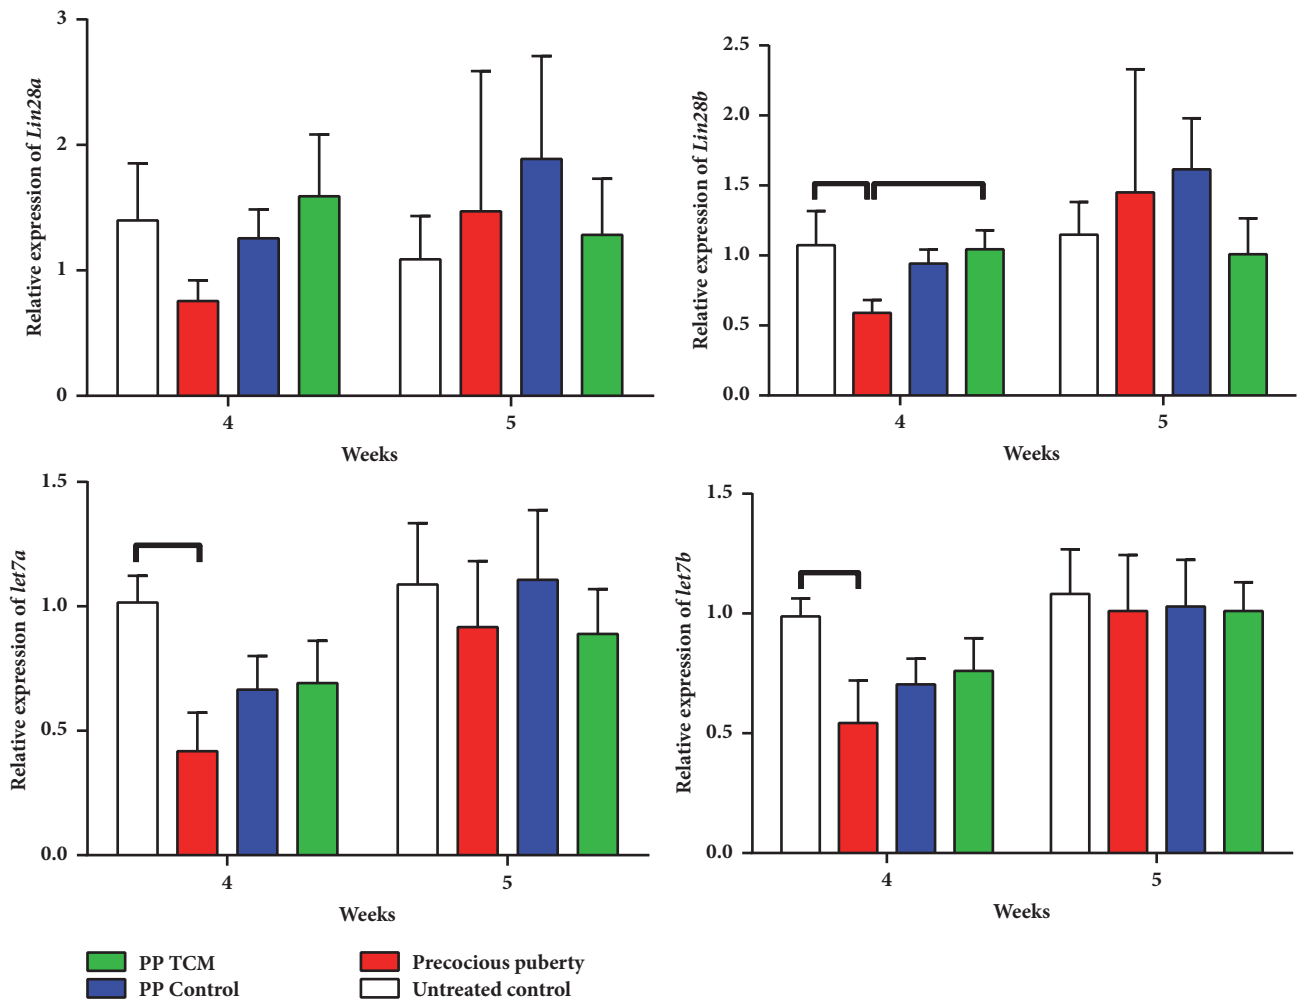 Relative expression of Lin28a
3
2
1
0
4
5
Weeks
Relative expression of Lin28b
2.5
2.0
1.5
1.0
0.5
0.0
4
5
Weeks
Relative expression of let7a
1.5
1.0
0.5
0.0
4
5
Weeks
Relative expression of let7b
1.5
1.0
0.5
0.0
4
5
Weeks
PP TCM
Precocious puberty
PP Control
Untreated control